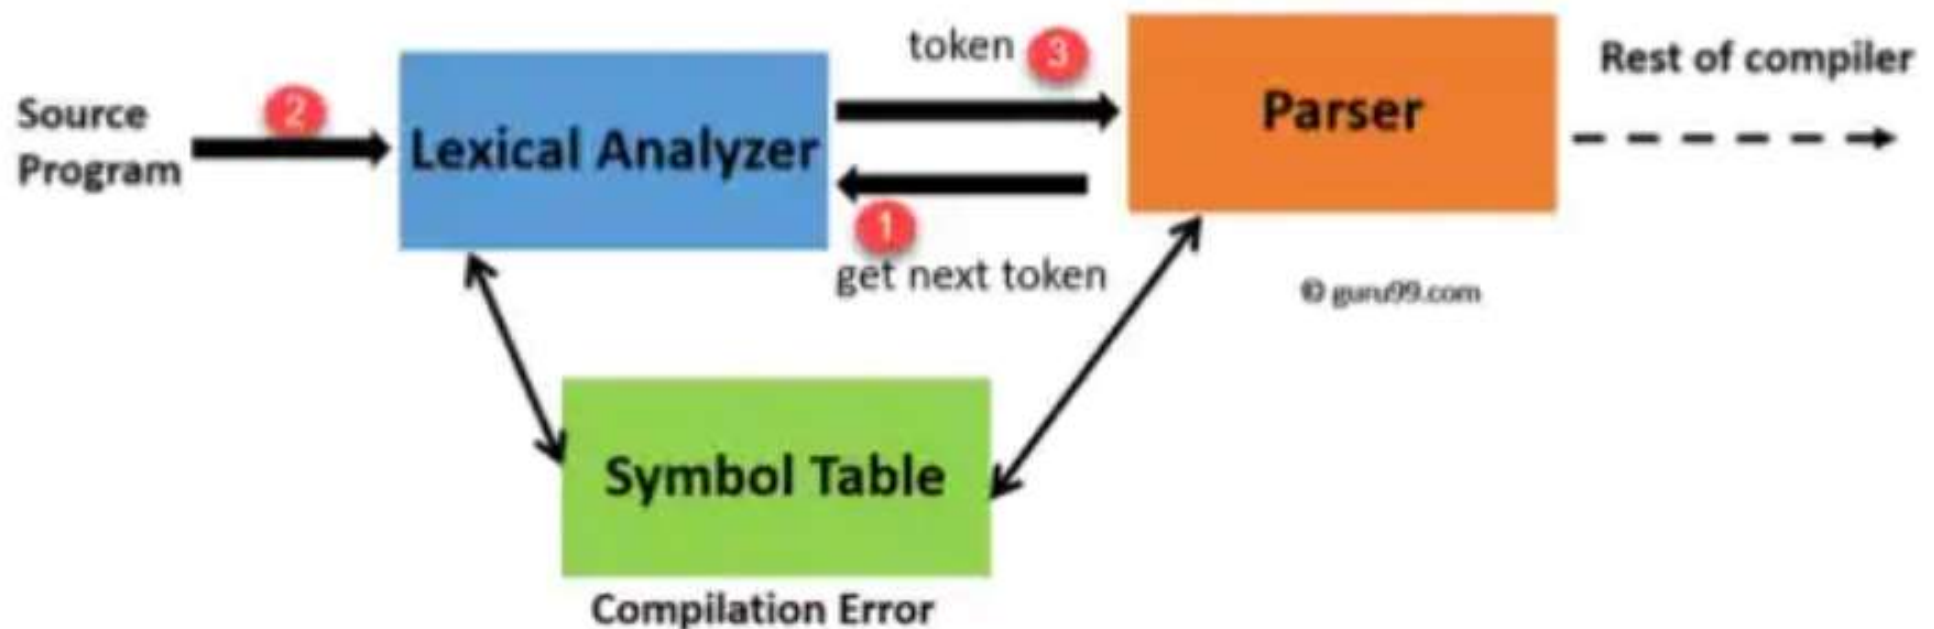 token 3
Rest of compiler
2
Source
Program
Lexical Analyzer
Parser
1
get next token
© guru99.com
Symbol Table
Compilation Error